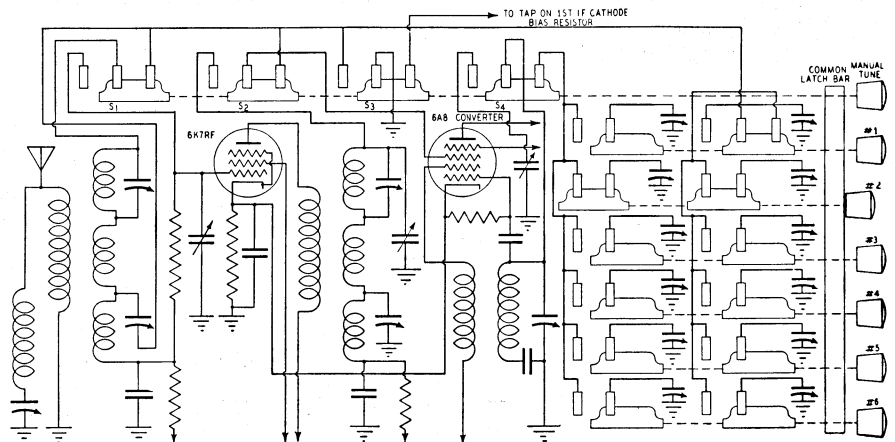 TO TAP ON 1ST IF CATHODE
BIAS RESISTOR
COMMON
LATCH BAR
MANUAL
TUNE
S1
S2
S3
S4
6K7RF
6A8 CONVERTER
#1
#2
#3
#4
#5
#6